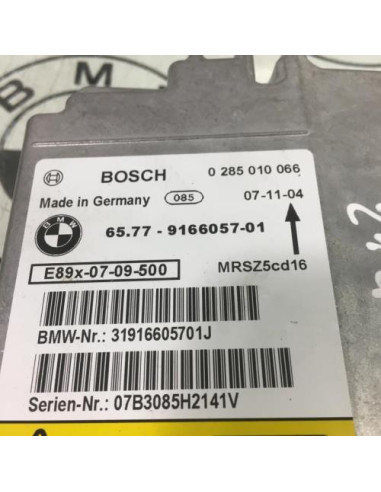 BOSCH 0 285 010 066
Made in Germany 085 07-11-04
BMW 65.77 - 9166057-01
E89x-07-09-500 MRSZ5cd16
BMW-Nr.: 31916605701J
Serien-Nr.: 07B3085H2141V